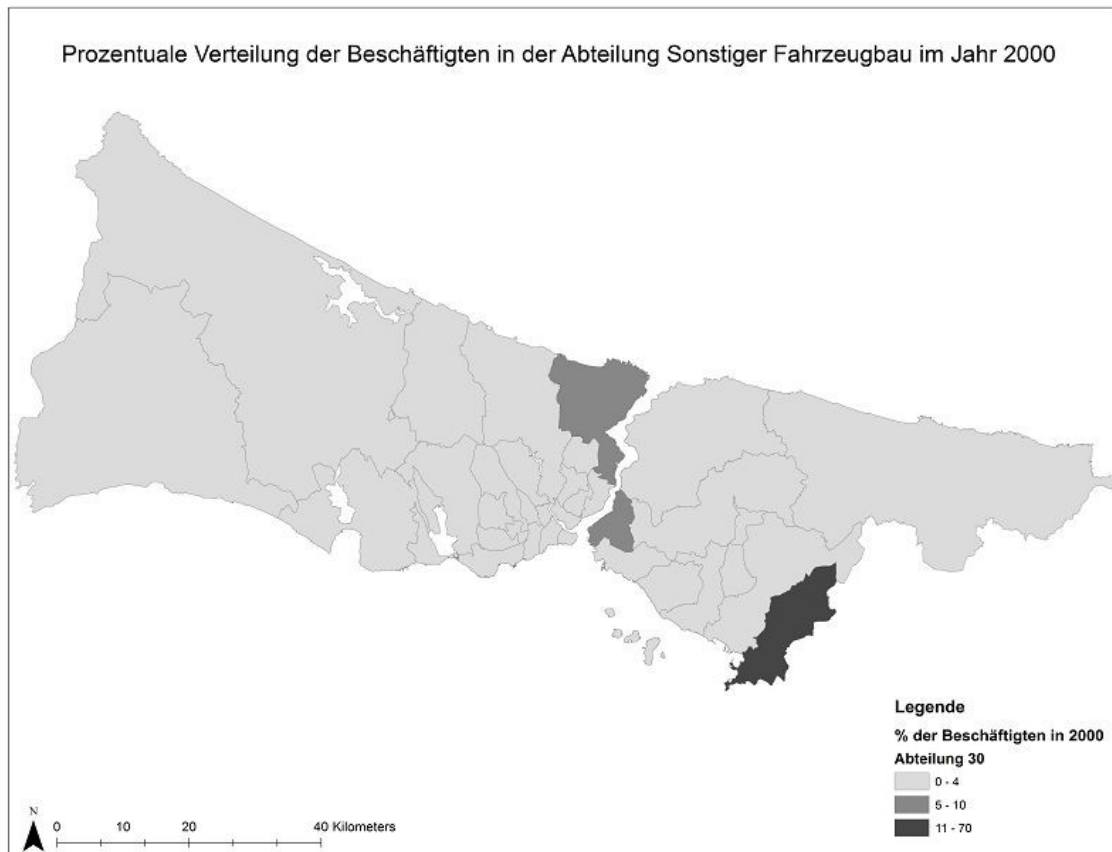 Prozentuale Verteilung der Beschäftigten in der Abteilung Sonstiger Fahrzeugbau im Jahr 2000
Legende
% der Beschäftigten in 2000
Abteilung 30
0 - 4
5 - 10
11 - 70
N
0 10 20 40 Kilometers